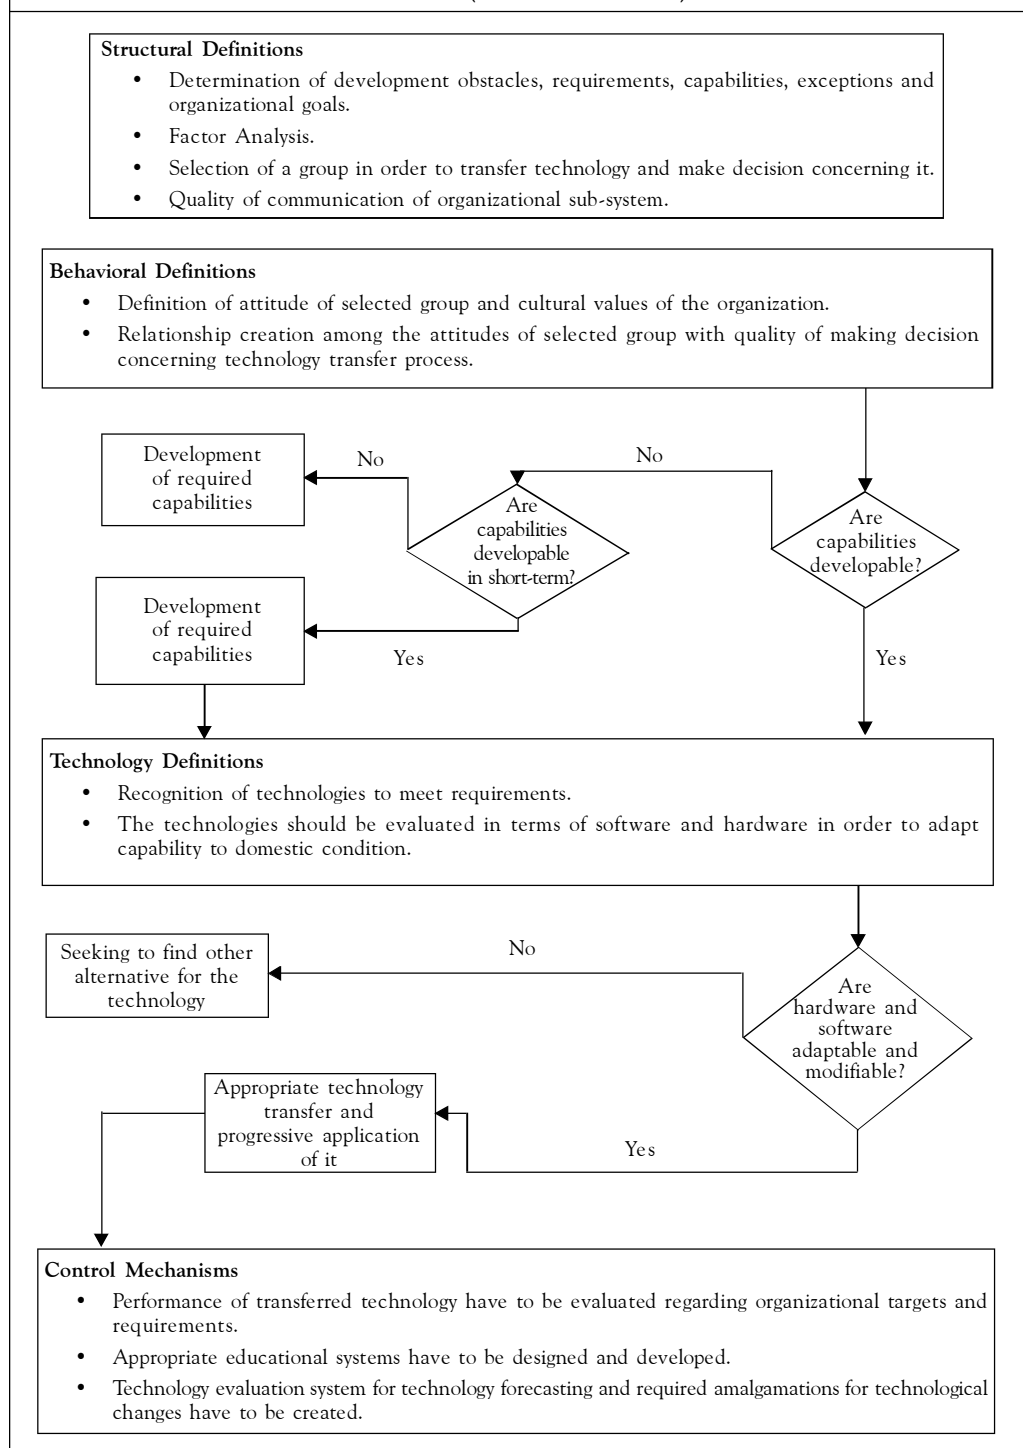 Structural Definitions
• Determination of development obstacles, requirements, capabilities, exceptions and
organizational goals.
• Factor Analysis.
• Selection of a group in order to transfer technology and make decision concerning it.
• Quality of communication of organizational sub-system.
Behavioral Definitions
• Definition of attitude of selected group and cultural values of the organization.
• Relationship creation among the attitudes of selected group with quality of making decision
concerning technology transfer process.
Development
of required
capabilities
No
Are
capabilities
developable
in short-term?
No
Are
capabilities
developable?
Development
of required
capabilities
Yes
Yes
Technology Definitions
• Recognition of technologies to meet requirements.
• The technologies should be evaluated in terms of software and hardware in order to adapt
capability to domestic condition.
Seeking to find other
alternative for the
technology
No
Are
hardware and
software
adaptable and
modifiable?
Appropriate technology
transfer and
progressive application
of it
Yes
Control Mechanisms
• Performance of transferred technology have to be evaluated regarding organizational targets and
requirements.
• Appropriate educational systems have to be designed and developed.
• Technology evaluation system for technology forecasting and required amalgamations for technological
changes have to be created.